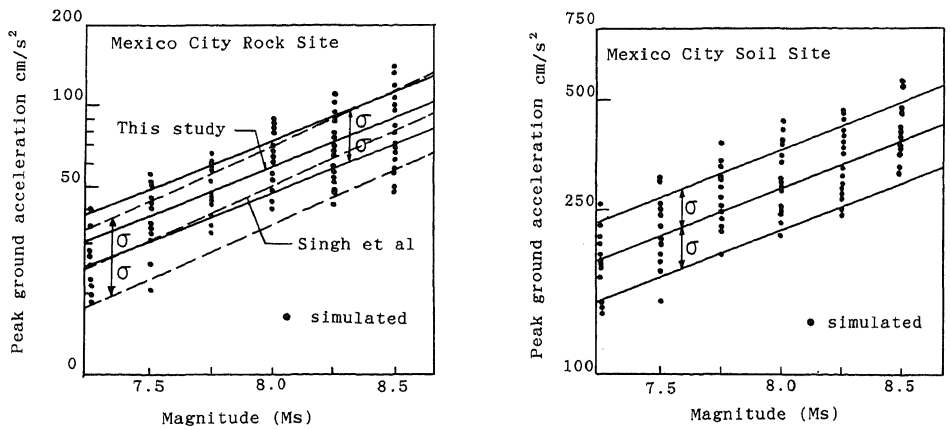 Mexico City Rock Site
Peak ground acceleration cm/s²
200
100
50
0
This study
σ
σ
σ
σ
Singh et al
simulated
7.5 8.0 8.5
Magnitude (Ms)
Mexico City Soil Site
Peak ground acceleration cm/s²
750
500
250
100
σ
σ
simulated
7.5 8.0 8.5
Magnitude (Ms)